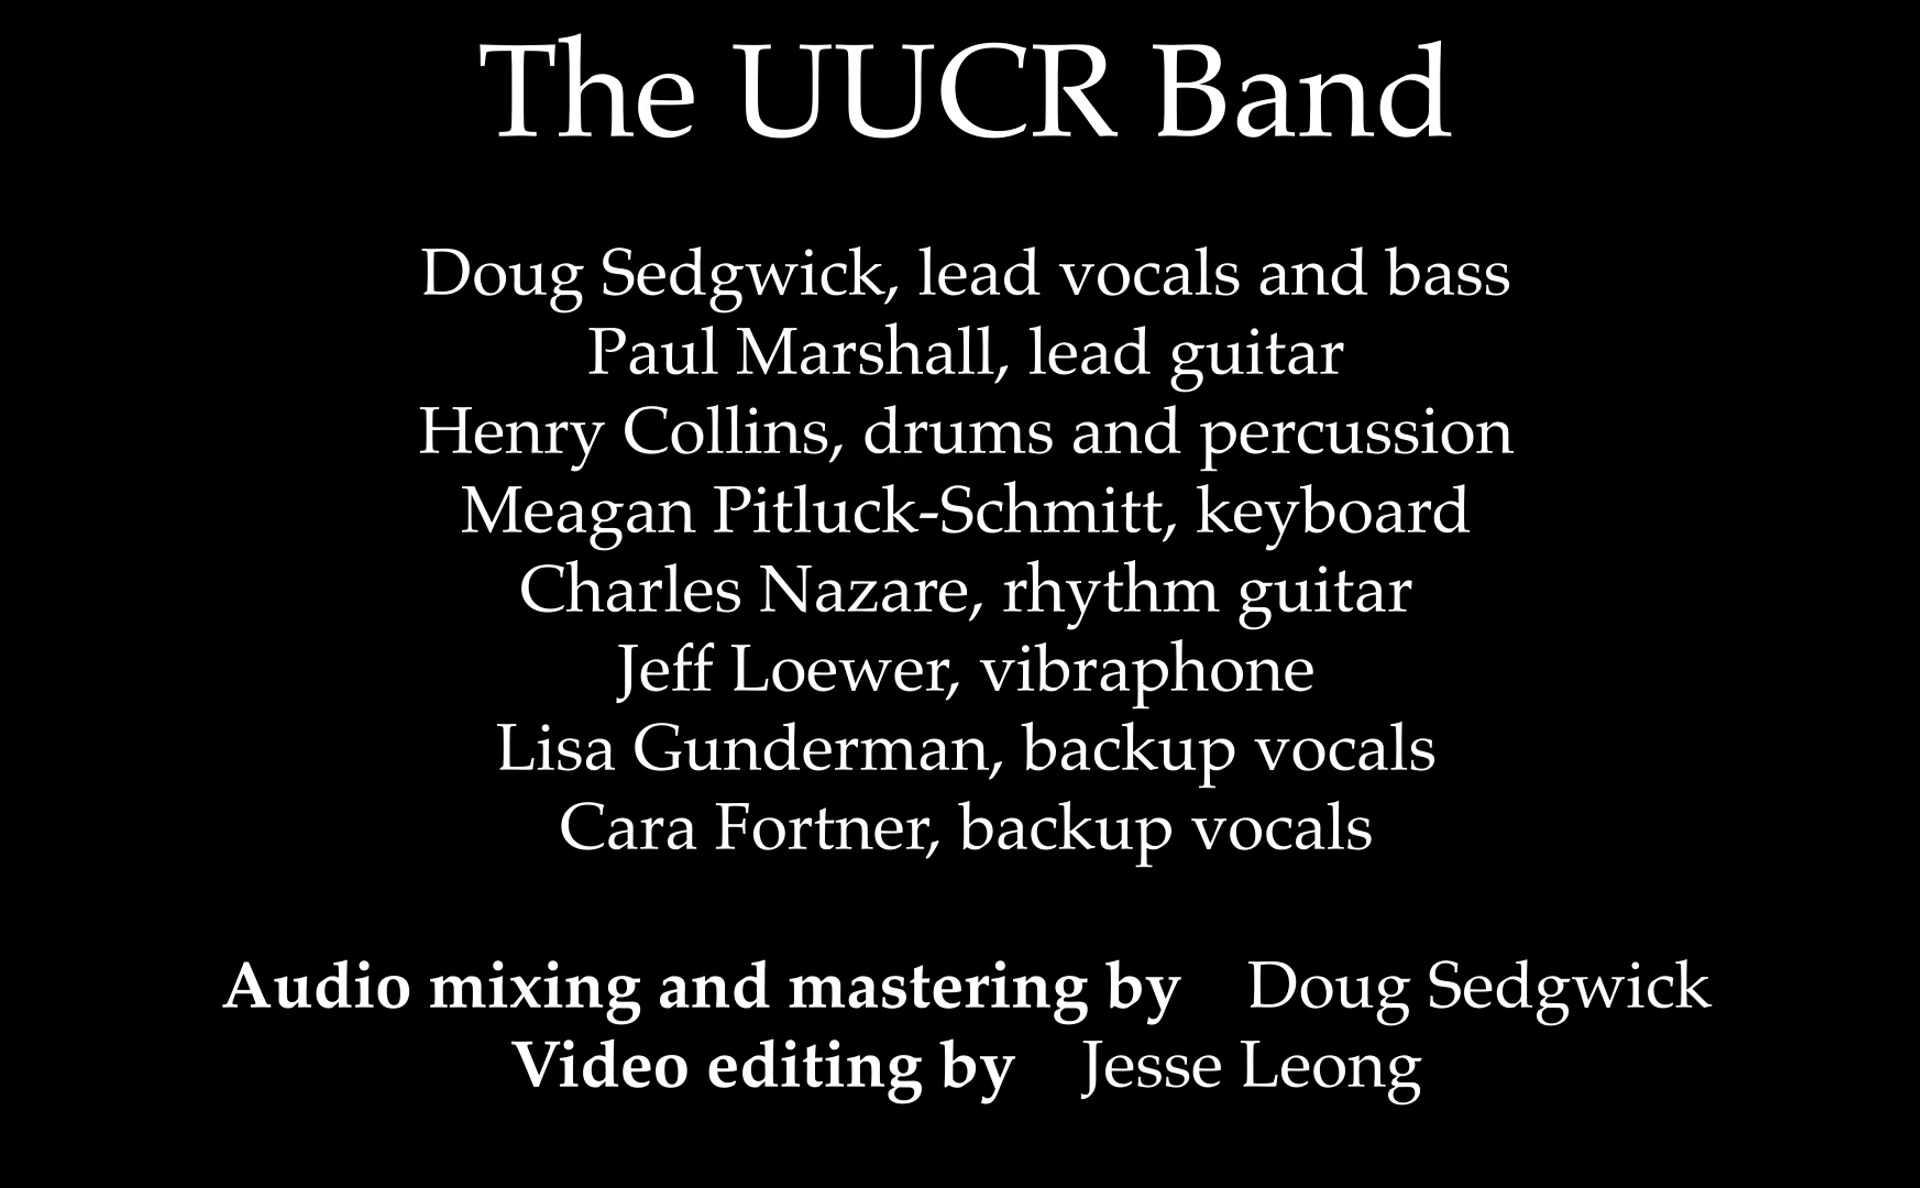 The UUCR Band
Doug Sedgwick, lead vocals and bass
Paul Marshall, lead guitar
Henry Collins, drums and percussion
Meagan Pitluck-Schmitt, keyboard
Charles Nazare, rhythm guitar
Jeff Loewer, vibraphone
Lisa Gunderman, backup vocals
Cara Fortner, backup vocals
Audio mixing and mastering by Doug Sedgwick
Video editing by Jesse Leong